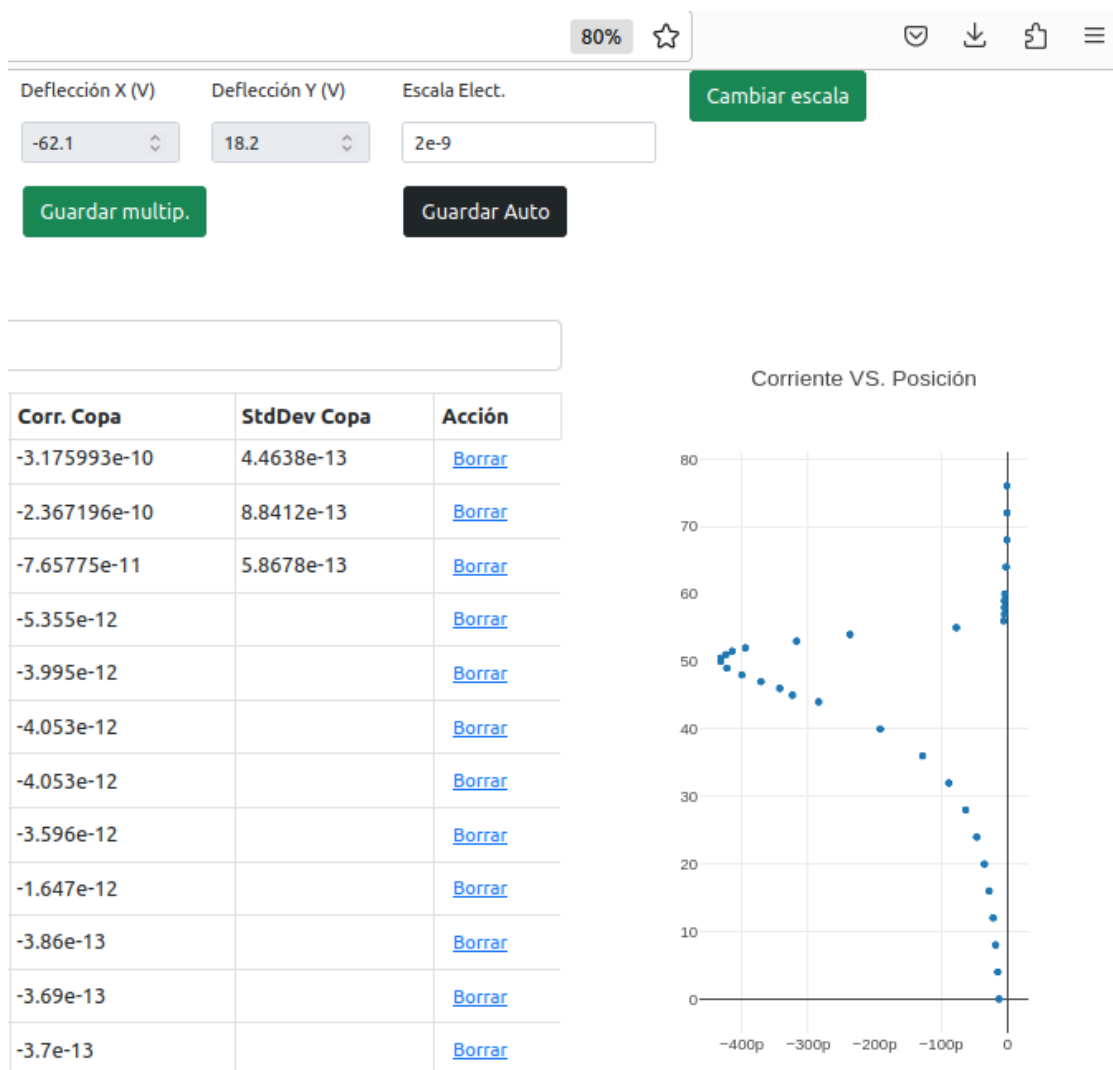 80%
Deflección X (V) Deflección Y (V) Escala Elect. Cambiar escala
-62.1 18.2 2e-9
Guardar multip. Guardar Auto
Corriente VS. Posición
Corr. Copa StdDev Copa Acción
-3.175993e-10 4.4638e-13 Borrar
-2.367196e-10 8.8412e-13 Borrar
-7.65775e-11 5.8678e-13 Borrar
-5.355e-12 Borrar
-3.995e-12 Borrar
-4.053e-12 Borrar
-4.053e-12 Borrar
-3.596e-12 Borrar
-1.647e-12 Borrar
-3.86e-13 Borrar
-3.69e-13 Borrar
-3.7e-13 Borrar
80
70
60
50
40
30
20
10
0
−400p −300p −200p −100p 0